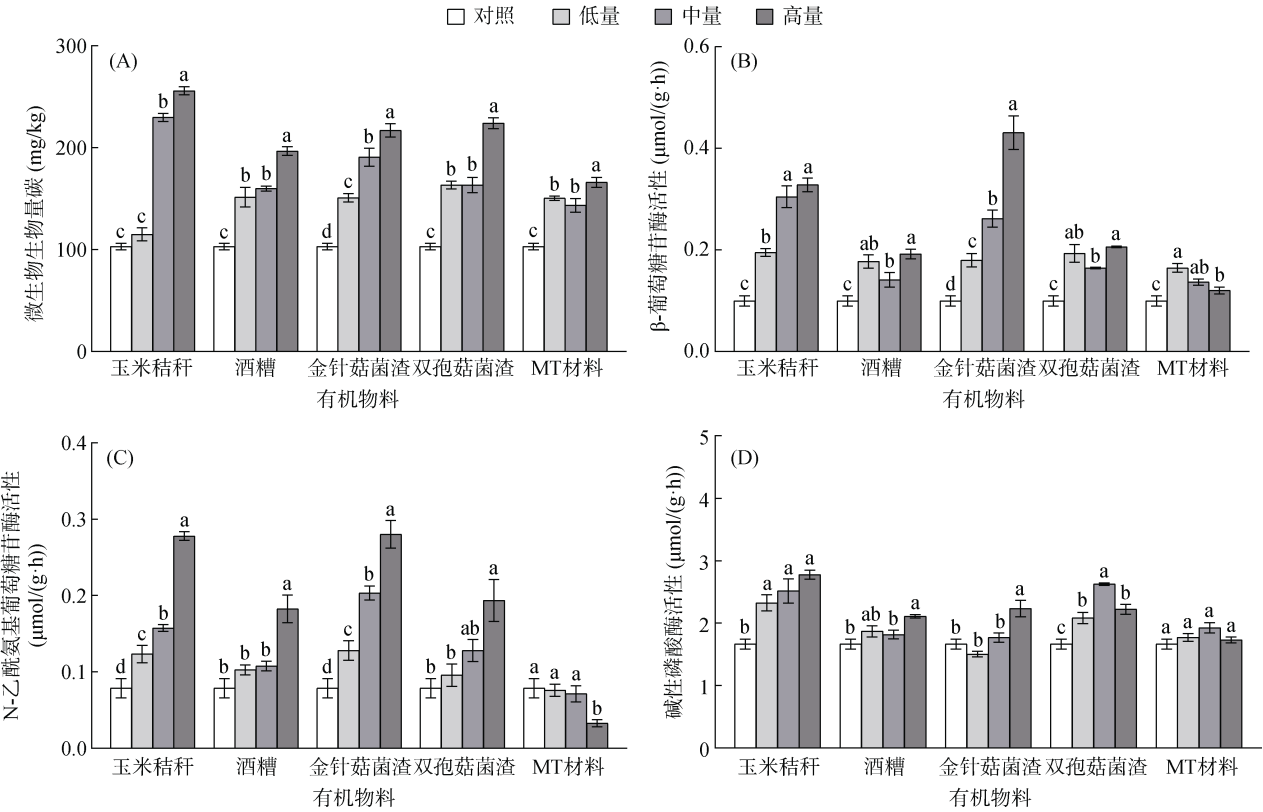 对照 低量 中量 高量
(A)
微生物生物量碳 (mg/kg)
300
200
100
0
c c b a
c b b a
d c b a
c b b a
c b b a
玉米秸秆 酒糟 金针菇菌渣 双孢菇菌渣 MT材料
有机物料
(B)
β-葡萄糖苷酶活性 (μmol/(g·h))
0.6
0.4
0.2
0.0
c b a a
c ab b a
d c b a
c ab b a
c a ab b
玉米秸秆 酒糟 金针菇菌渣 双孢菇菌渣 MT材料
有机物料
(C)
N-乙酰氨基葡萄糖苷酶活性
(μmol/(g·h))
0.4
0.3
0.2
0.1
0.0
d c b a
b b b a
d c b a
b b ab a
a a a b
玉米秸秆 酒糟 金针菇菌渣 双孢菇菌渣 MT材料
有机物料
(D)
碱性磷酸酶活性 (μmol/(g·h))
5
4
3
2
1
0
b a a a
b ab b a
b b b a
c b a b
a a a a
玉米秸秆 酒糟 金针菇菌渣 双孢菇菌渣 MT材料
有机物料